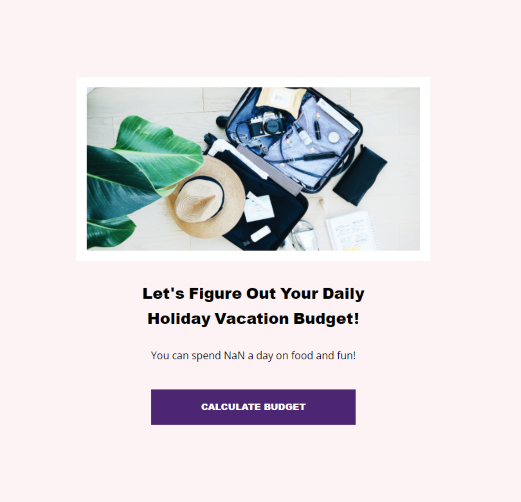 Let's Figure Out Your Daily
Holiday Vacation Budget!
You can spend NaN a day on food and fun!
CALCULATE BUDGET